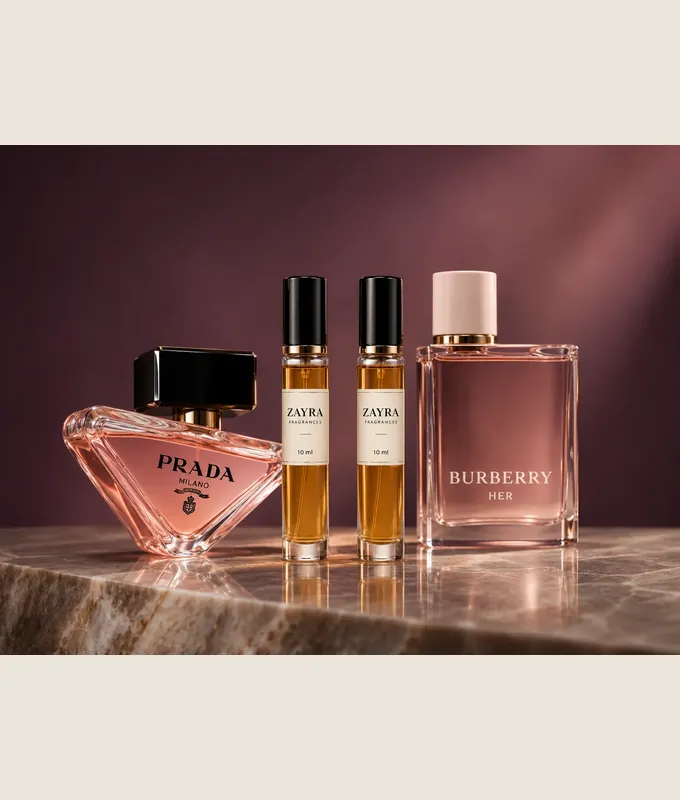 PRADA
MILANO
ZAYRA
FRAGRANCES
10 ml
ZAYRA
FRAGRANCES
10 ml
BURBERRY
HER